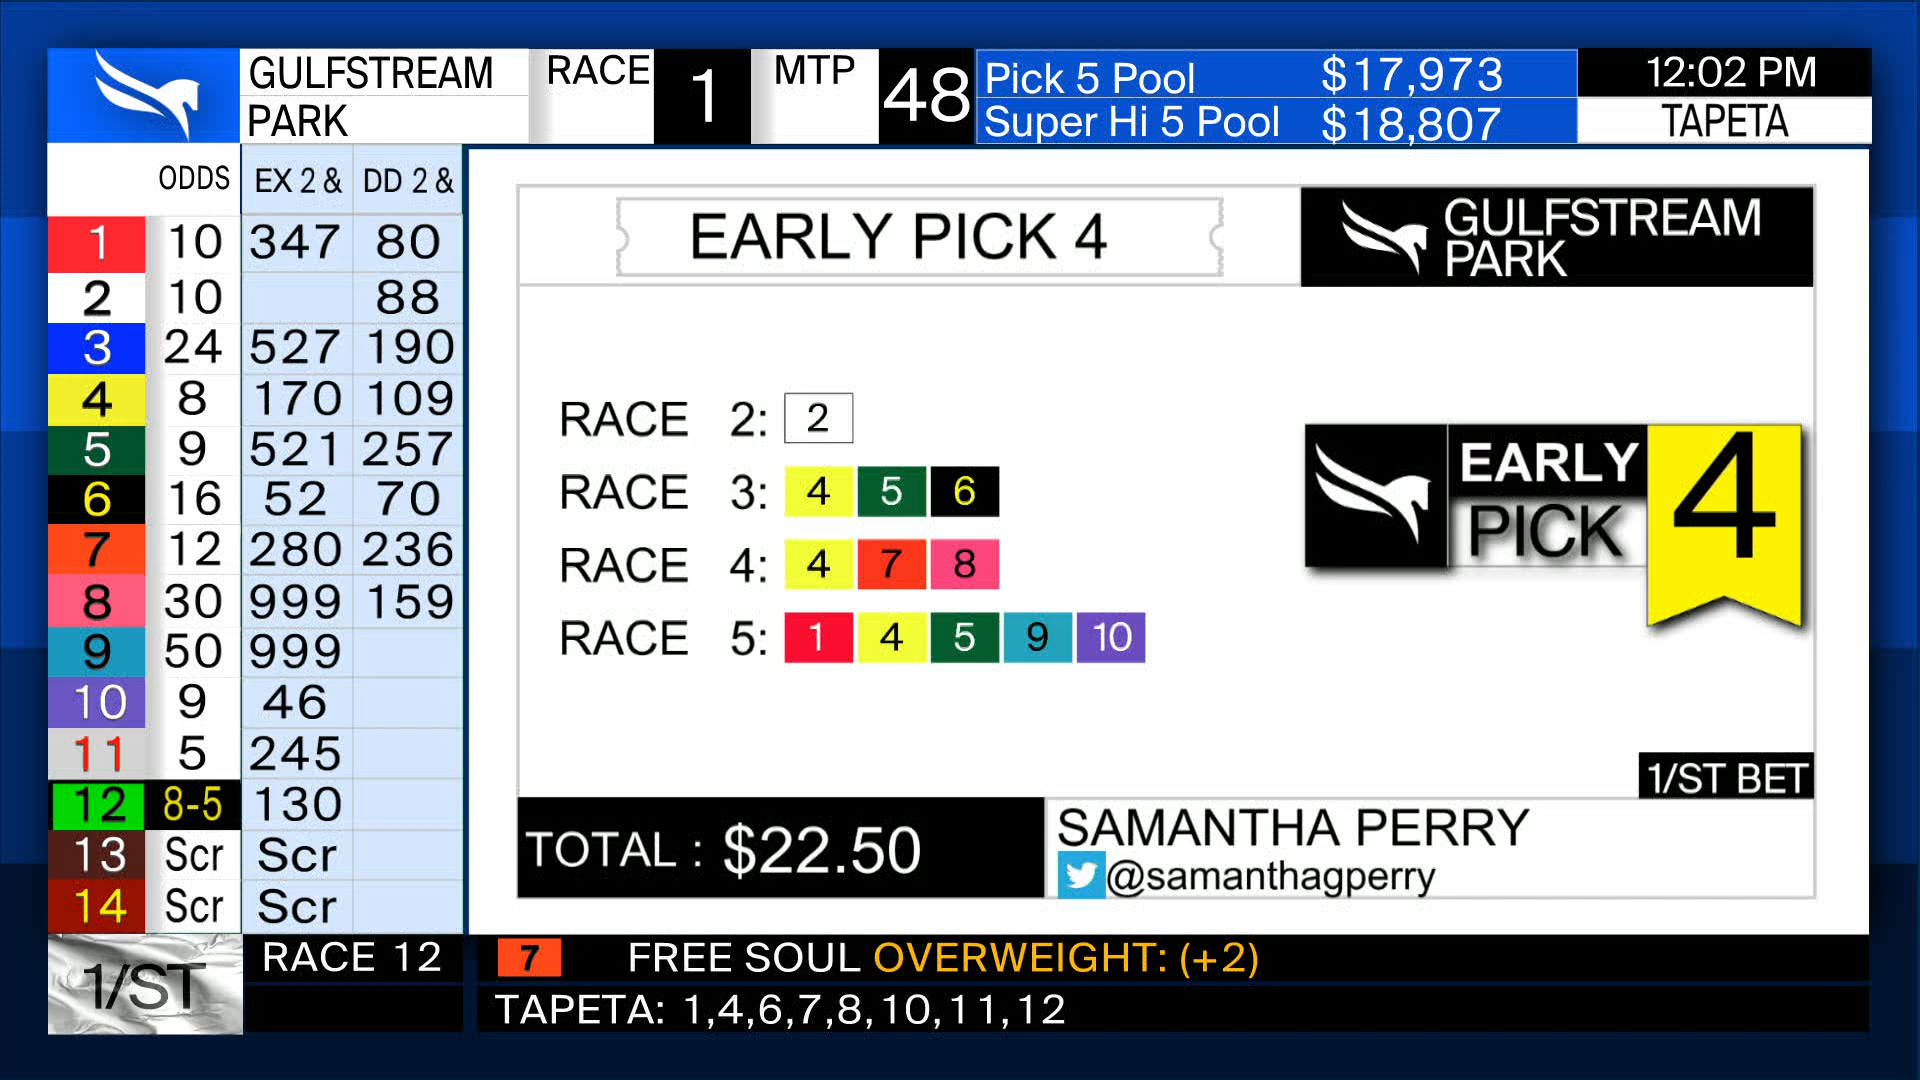 GULFSTREAM PARK RACE 1 MTP 48 Pick 5 Pool $17,973 12:02 PM
Super Hi 5 Pool $18,807 TAPETA
ODDS EX 2 & DD 2 &
1 10 347 80
2 10 88
3 24 527 190
4 8 170 109
5 9 521 257
6 16 52 70
7 12 280 236
8 30 999 159
9 50 999
10 9 46
11 5 245
12 8-5 130
13 Scr Scr
14 Scr Scr
EARLY PICK 4
GULFSTREAM
PARK
RACE 2: 2
RACE 3: 4 5 6
RACE 4: 4 7 8
RACE 5: 1 4 5 9 10
EARLY
PICK 4
1/ST BET
TOTAL : $22.50
SAMANTHA PERRY
@samanthagperry
1/ST
RACE 12
7 FREE SOUL OVERWEIGHT: (+2)
TAPETA: 1,4,6,7,8,10,11,12